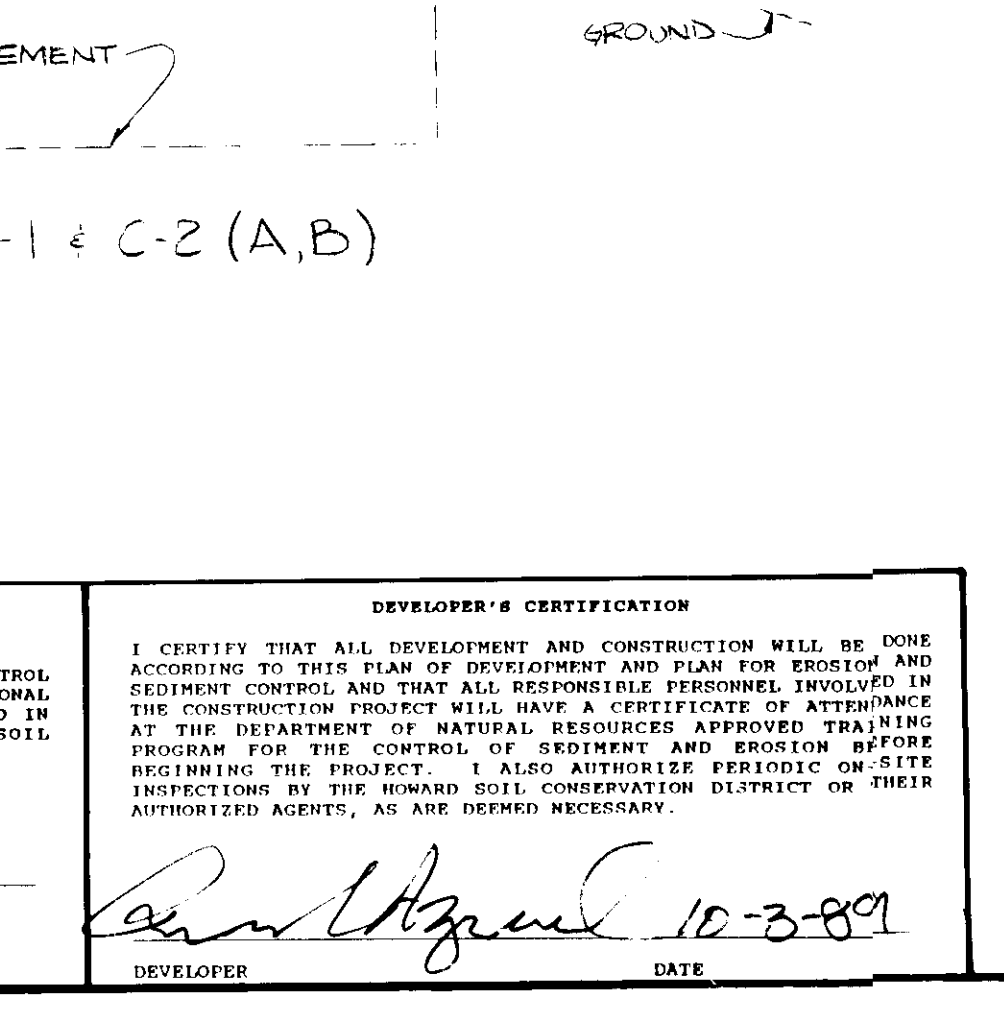 EMENT
GROUND
-1 & C-2 (A,B)
TROL
ONAL
D IN
SOIL
DEVELOPER'S CERTIFICATION
I CERTIFY THAT ALL DEVELOPMENT AND CONSTRUCTION WILL BE DONE
ACCORDING TO THIS PLAN OF DEVELOPMENT AND PLAN FOR EROSION AND
SEDIMENT CONTROL AND THAT ALL RESPONSIBLE PERSONNEL INVOLVED IN
THE CONSTRUCTION PROJECT WILL HAVE A CERTIFICATE OF ATTENDANCE
AT THE DEPARTMENT OF NATURAL RESOURCES APPROVED TRAINING
PROGRAM FOR THE CONTROL OF SEDIMENT AND EROSION BEFORE
BEGINNING THE PROJECT. I ALSO AUTHORIZE PERIODIC ON-SITE
INSPECTIONS BY THE HOWARD SOIL CONSERVATION DISTRICT OR THEIR
AUTHORIZED AGENTS, AS ARE DEEMED NECESSARY.
10-3-89
DEVELOPER DATE